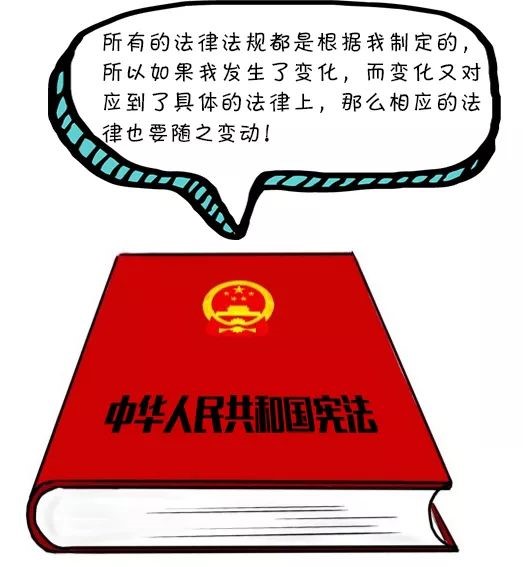 所有的法律法规都是根据我制定的，
所以如果我发生了变化，而变化又对
应到了具体的法律上，那么相应的法
律也要随之变动！
中华人民共和国宪法